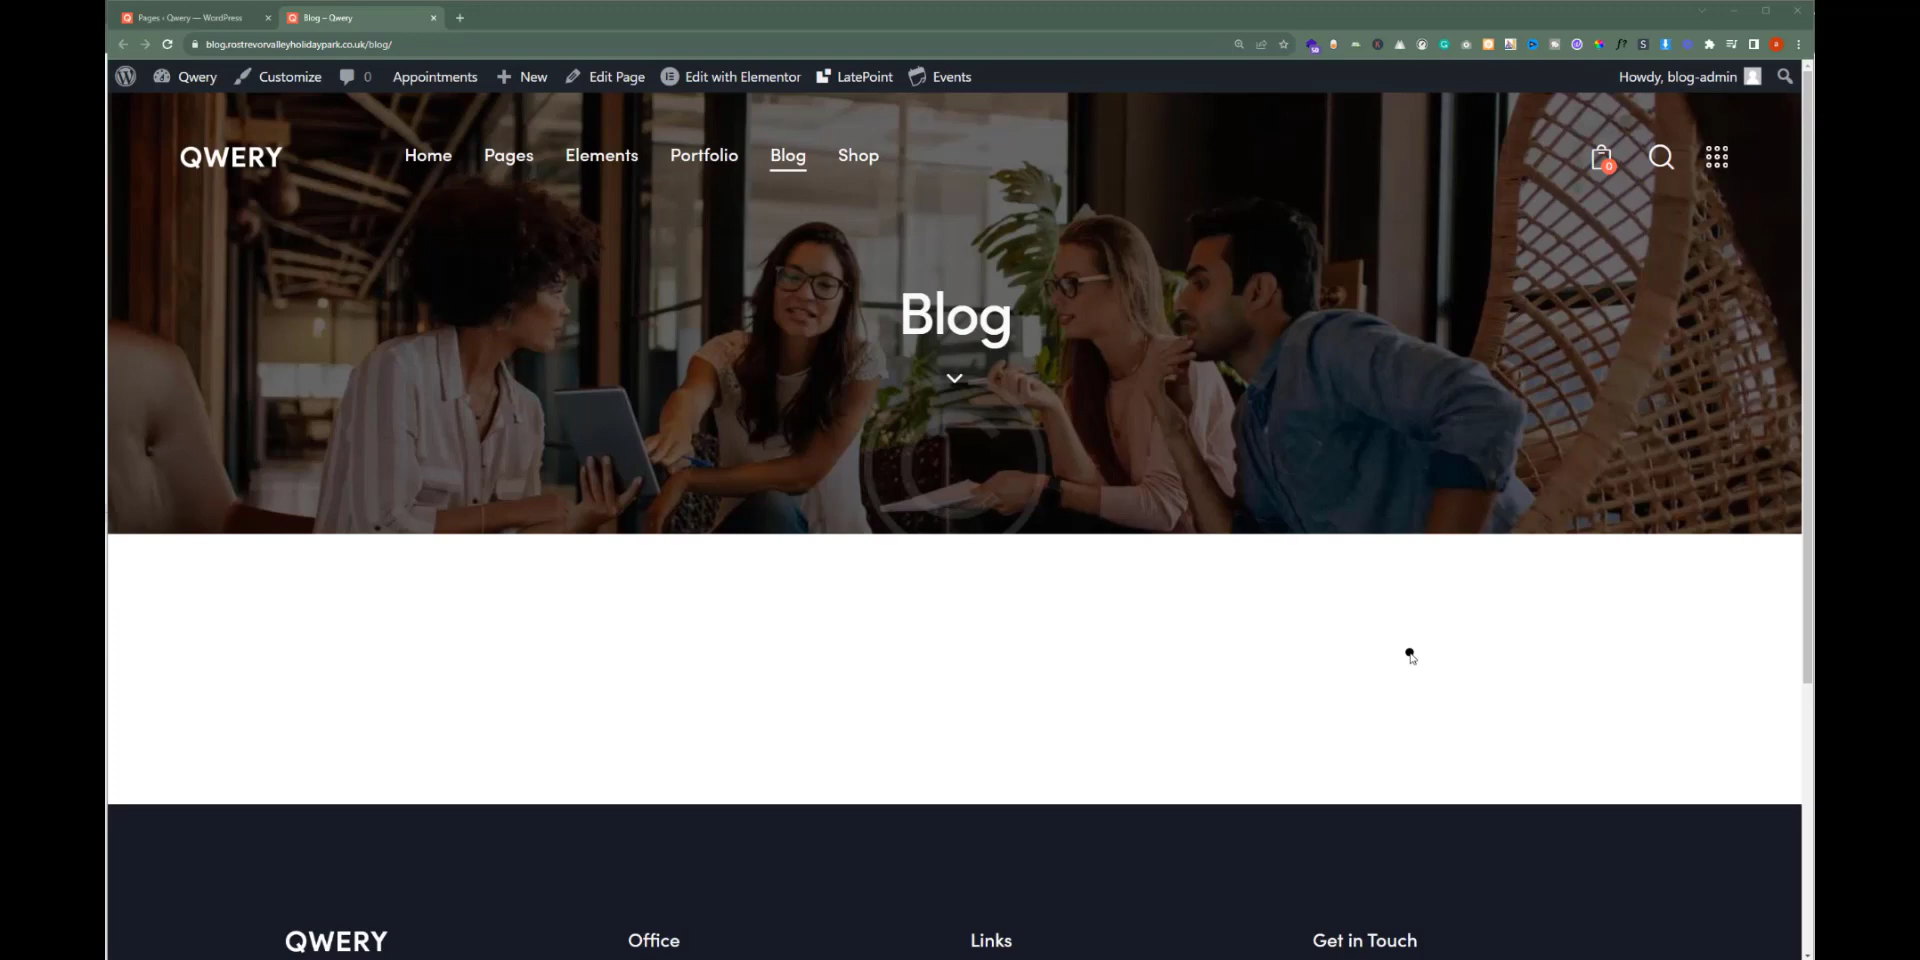 Pages ‹ Qwery — WordPress
Blog – Qwery
blog.rostrevorvalleyholidaypark.co.uk/blog/
Qwery
Customize
0
Appointments
New
Edit Page
Edit with Elementor
LatePoint
Events
Howdy, blog-admin
QWERY
Home
Pages
Elements
Portfolio
Blog
Shop
0
Blog
QWERY
Office
Links
Get in Touch